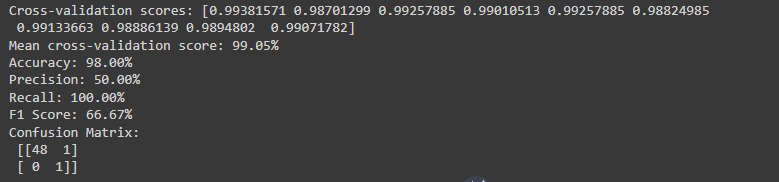 Cross-validation scores: [0.99381571 0.98701299 0.99257885 0.99010513 0.99257885 0.98824985
 0.99133663 0.98886139 0.9894802  0.99071782]
Mean cross-validation score: 99.05%
Accuracy: 98.00%
Precision: 50.00%
Recall: 100.00%
F1 Score: 66.67%
Confusion Matrix:
 [[48  1]
 [ 0  1]]